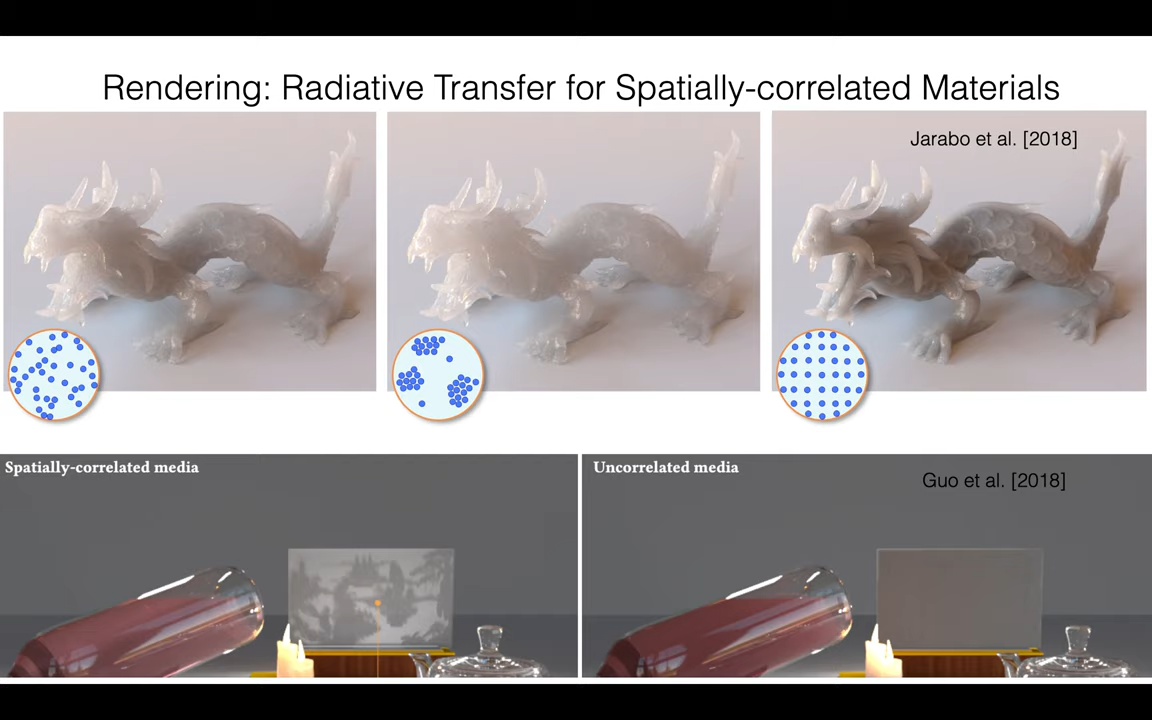 Rendering: Radiative Transfer for Spatially-correlated Materials
Jarabo et al. [2018]
Spatially-correlated media
Uncorrelated media
Guo et al. [2018]